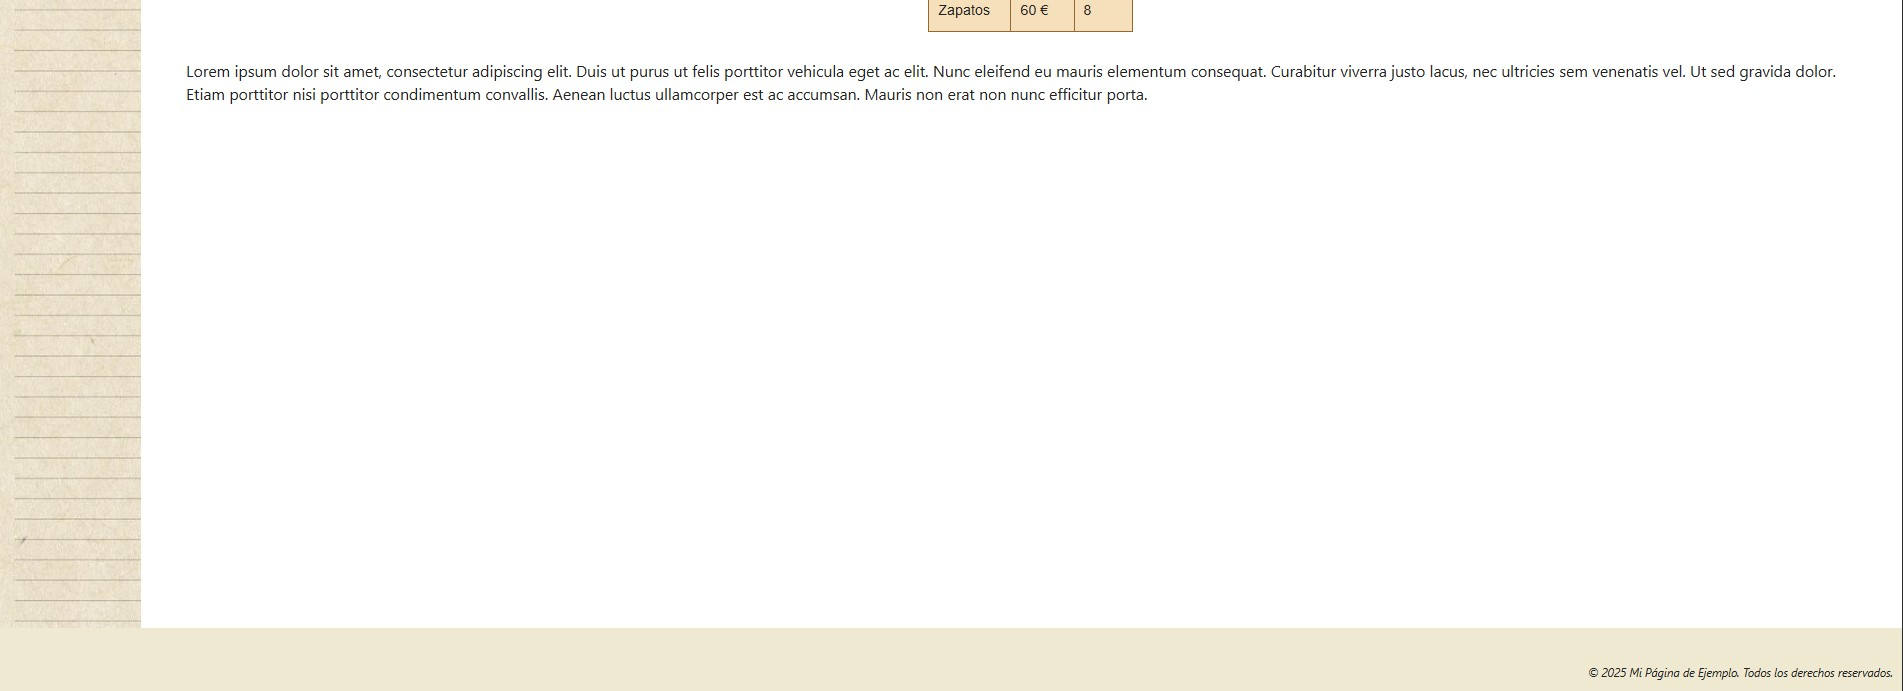 Zapatos 60 € 8
Lorem ipsum dolor sit amet, consectetur adipiscing elit. Duis ut purus ut felis porttitor vehicula eget ac elit. Nunc eleifend eu mauris elementum consequat. Curabitur viverra justo lacus, nec ultricies sem venenatis vel. Ut sed gravida dolor.
Etiam porttitor nisi porttitor condimentum convallis. Aenean luctus ullamcorper est ac accumsan. Mauris non erat non nunc efficitur porta.
© 2025 Mi Página de Ejemplo. Todos los derechos reservados.